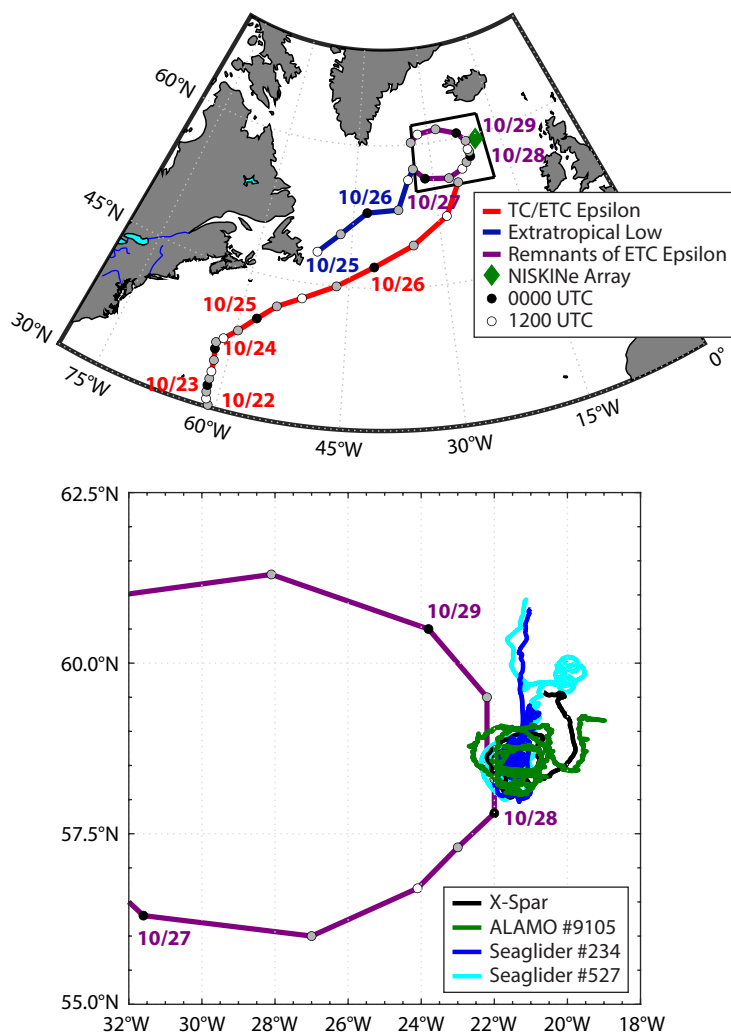 60°N
45°N
30°N
75°W
60°W
45°W
30°W
15°W
0°
10/29
10/28
10/27
10/26
10/25
10/26
10/25
10/24
10/23
10/22
TC/ETC Epsilon
Extratropical Low
Remnants of ETC Epsilon
NISKINe Array
0000 UTC
1200 UTC
62.5°N
60.0°N
57.5°N
55.0°N
10/29
10/28
10/27
X-Spar
ALAMO #9105
Seaglider #234
Seaglider #527
32°W 30°W 28°W 26°W 24°W 22°W 20°W 18°W